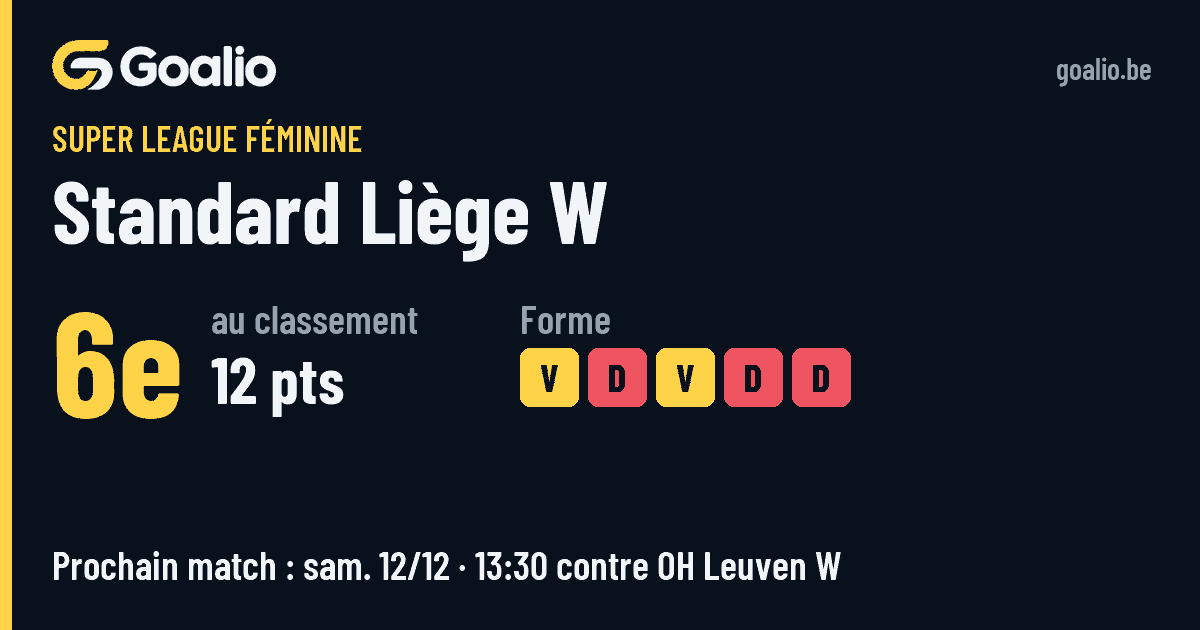 Goalio
goalio.be
SUPER LEAGUE FÉMININE
Standard Liège W
6e
au classement
12 pts
Forme
V D V D D
Prochain match : sam. 12/12 · 13:30 contre OH Leuven W